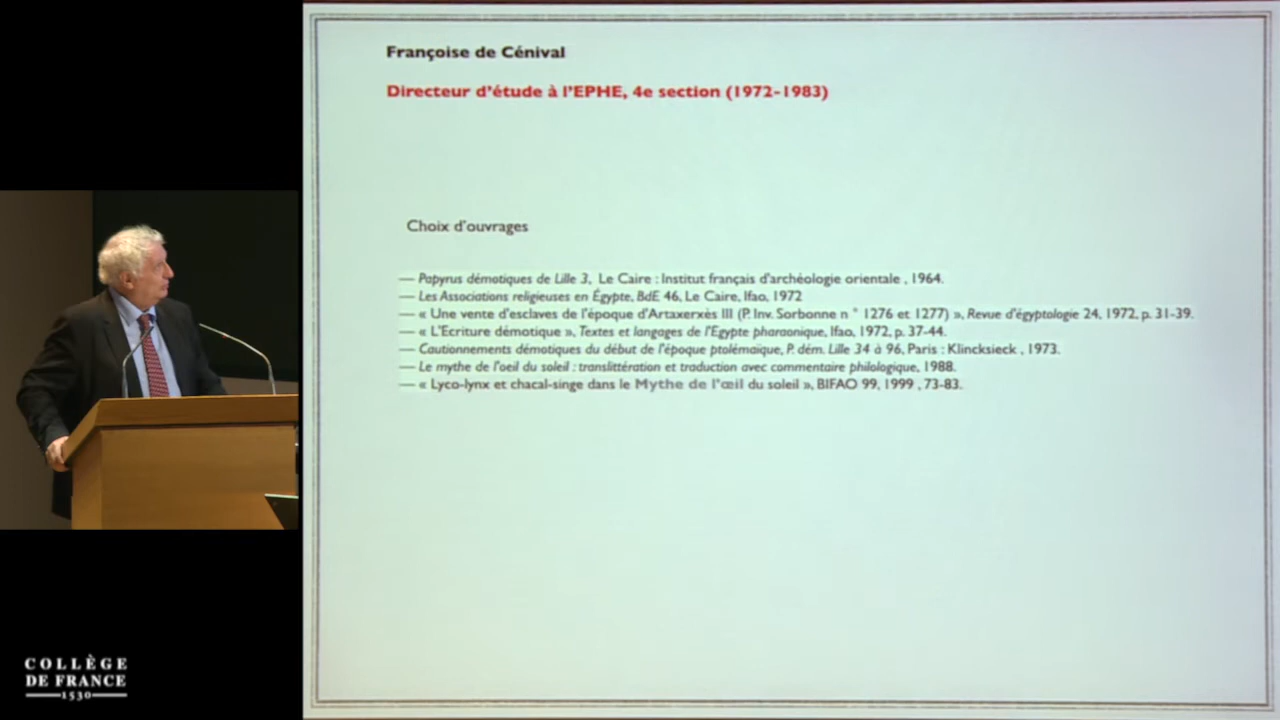 Françoise de Cénival
Directeur d'étude à l'EPHE, 4e section (1972-1983)
Choix d'ouvrages
— Papyrus démotiques de Lille 3, Le Caire : Institut français d'archéologie orientale , 1964.
— Les Associations religieuses en Égypte, BdE 46, Le Caire, Ifao, 1972
— « Une vente d'esclaves de l'époque d'Artaxerxès III (P. Inv. Sorbonne n ° 1276 et 1277) », Revue d'égyptologie 24, 1972, p. 31-39.
— « L'Ecriture démotique », Textes et langages de l'Egypte pharaonique, Ifao, 1972, p. 37-44.
— Cautionnements démotiques du début de l'époque ptolémaïque, P. dém. Lille 34 à 96, Paris : Klincksieck , 1973.
— Le mythe de l'oeil du soleil : translittération et traduction avec commentaire philologique, 1988.
— « Lyco-lynx et chacal-singe dans le Mythe de l'œil du soleil », BIFAO 99, 1999 , 73-83.
COLLÈGE
DE FRANCE
1530